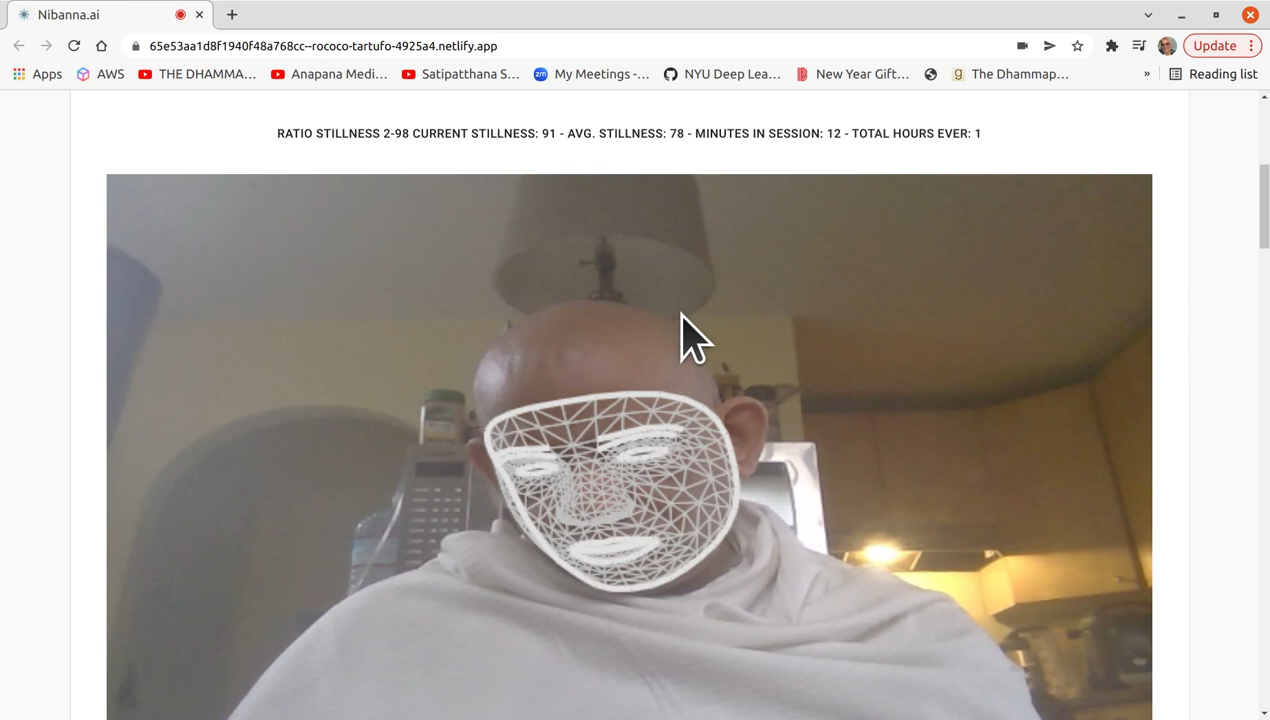 Nibanna.ai
65e53aa1d8f1940f48a768cc--rococo-tartufo-4925a4.netlify.app
Update
Apps
AWS
THE DHAMMA…
Anapana Medi…
Satipatthana S…
zm
My Meetings -…
NYU Deep Lea…
New Year Gift…
g
The Dhammap…
»
Reading list
RATIO STILLNESS 2-98 CURRENT STILLNESS: 91 - AVG. STILLNESS: 78 - MINUTES IN SESSION: 12 - TOTAL HOURS EVER: 1